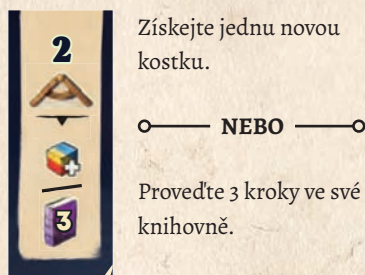 2
Získejte jednu novou
kostku.
NEBO
Proveďte 3 kroky ve své
3
knihovně.